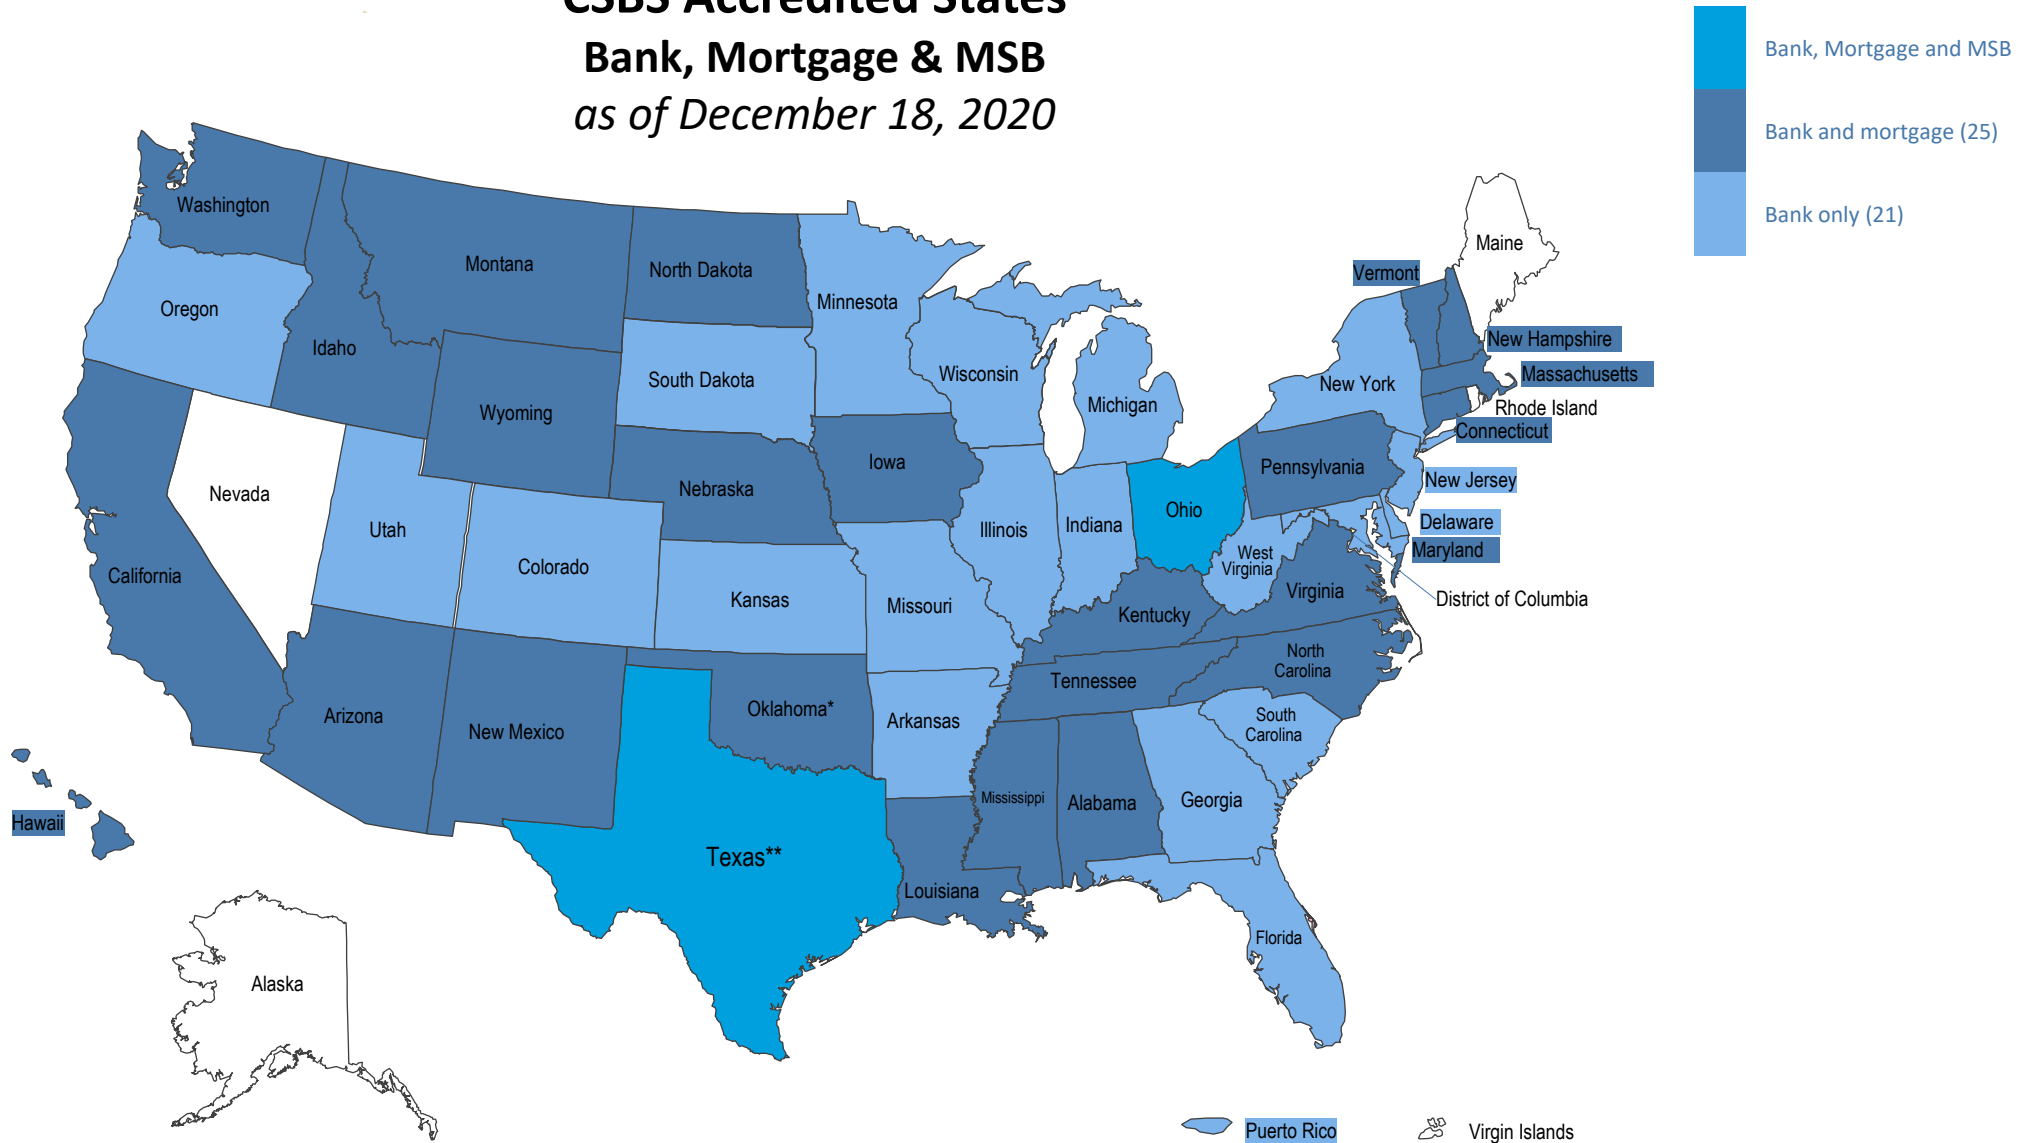 CSBS Accredited States
Bank, Mortgage & MSB
as of December 18, 2020
Bank, Mortgage and MSB
Bank and mortgage (25)
Bank only (21)
Washington
Montana
North Dakota
Minnesota
Maine
Vermont
Oregon
Idaho
Wyoming
South Dakota
Wisconsin
Michigan
New York
New Hampshire
Massachusetts
Rhode Island
Connecticut
Nevada
Utah
Colorado
Nebraska
Iowa
Illinois
Indiana
Ohio
Pennsylvania
New Jersey
Delaware
Maryland
District of Columbia
California
Kansas
Missouri
Kentucky
West
Virginia
Virginia
Arizona
New Mexico
Oklahoma*
Arkansas
Tennessee
North
Carolina
South
Carolina
Hawaii
Texas**
Louisiana
Mississippi
Alabama
Georgia
Florida
Alaska
Puerto Rico
Virgin Islands